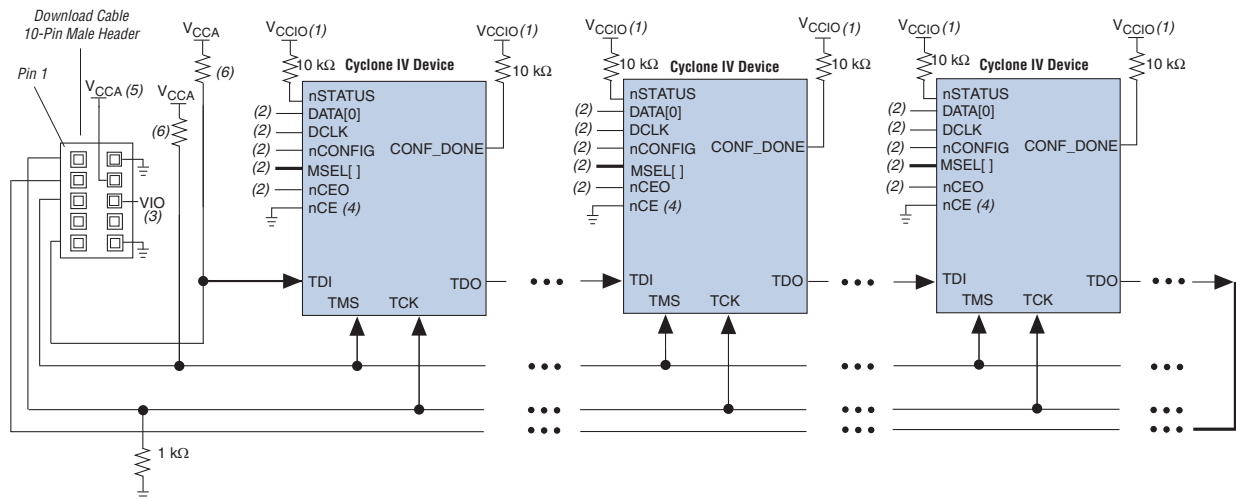 Download Cable
10-Pin Male Header
Pin 1
VCCA (5)
VCCA
(6)
VCCA
(6)
VIO
(3)
1 kΩ
VCCIO(1)
10 kΩ
Cyclone IV Device
VCCIO(1)
10 kΩ
nSTATUS
(2) DATA[0]
(2) DCLK
(2) nCONFIG CONF_DONE
(2) MSEL[ ]
(2) nCEO
nCE (4)
TDI TDO
TMS TCK
VCCIO(1)
10 kΩ
Cyclone IV Device
VCCIO(1)
10 kΩ
nSTATUS
(2) DATA[0]
(2) DCLK
(2) nCONFIG CONF_DONE
(2) MSEL[ ]
(2) nCEO
nCE (4)
TDI TDO
TMS TCK
VCCIO(1)
10 kΩ
Cyclone IV Device
VCCIO(1)
10 kΩ
nSTATUS
(2) DATA[0]
(2) DCLK
(2) nCONFIG CONF_DONE
(2) MSEL[ ]
(2) nCEO
nCE (4)
TDI TDO
TMS TCK